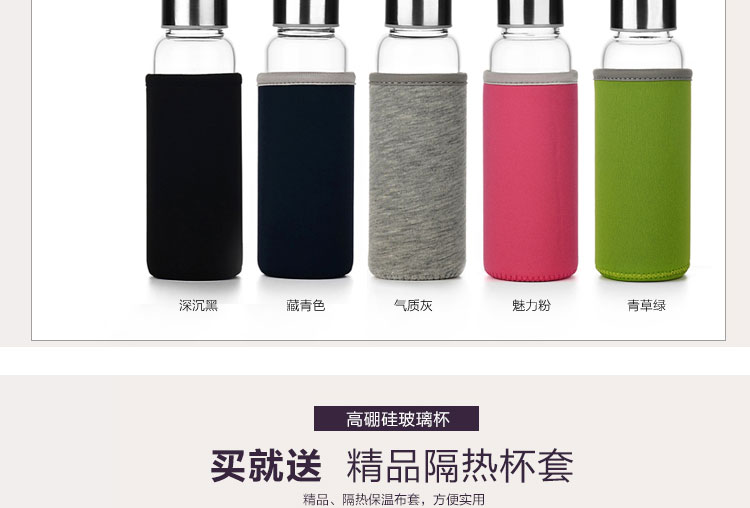 深沉黑 藏青色 气质灰 魅力粉 青草绿
高硼硅玻璃杯
买就送 精品隔热杯套
精品、隔热保温布套，方便实用